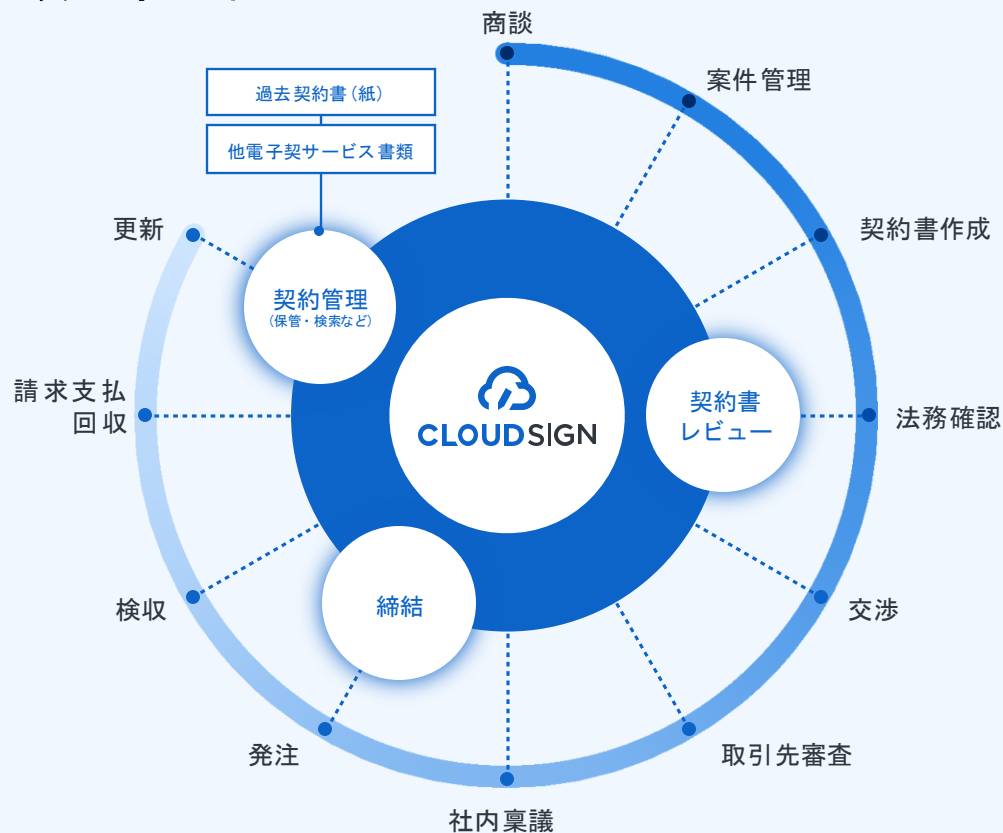 商談
案件管理
過去契約書（紙）
他電子契サービス書類
更新
契約書作成
契約管理
（保管・検索など）
請求支払
回収
CLOUDSIGN
契約書
レビュー
法務確認
締結
検収
交渉
発注
取引先審査
社内稟議